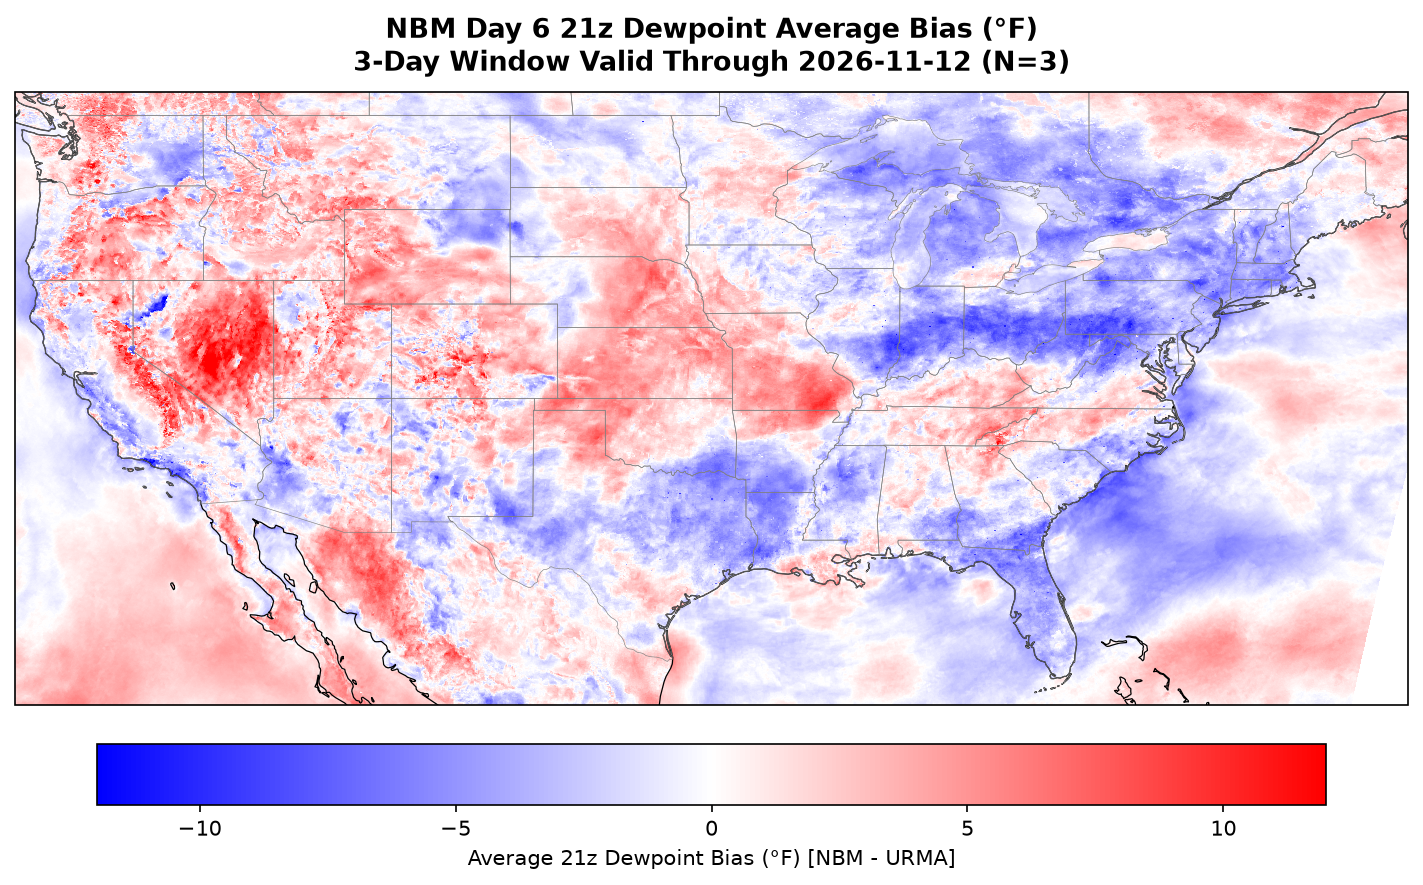 NBM Day 6 21z Dewpoint Average Bias (°F)
3-Day Window Valid Through 2026-11-12 (N=3)
−10 −5 0 5 10
Average 21z Dewpoint Bias (°F) [NBM - URMA]